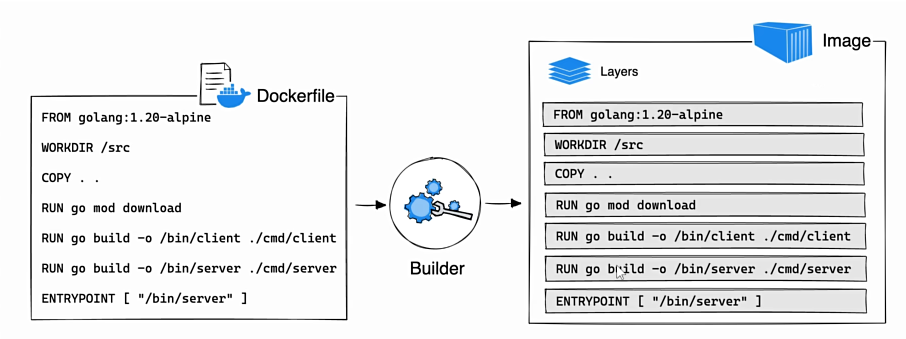 Dockerfile
FROM golang:1.20-alpine
WORKDIR /src
COPY . .
RUN go mod download
RUN go build -o /bin/client ./cmd/client
RUN go build -o /bin/server ./cmd/server
ENTRYPOINT [ "/bin/server" ]
Builder
Image
Layers
FROM golang:1.20-alpine
WORKDIR /src
COPY . .
RUN go mod download
RUN go build -o /bin/client ./cmd/client
RUN go build -o /bin/server ./cmd/server
ENTRYPOINT [ "/bin/server" ]